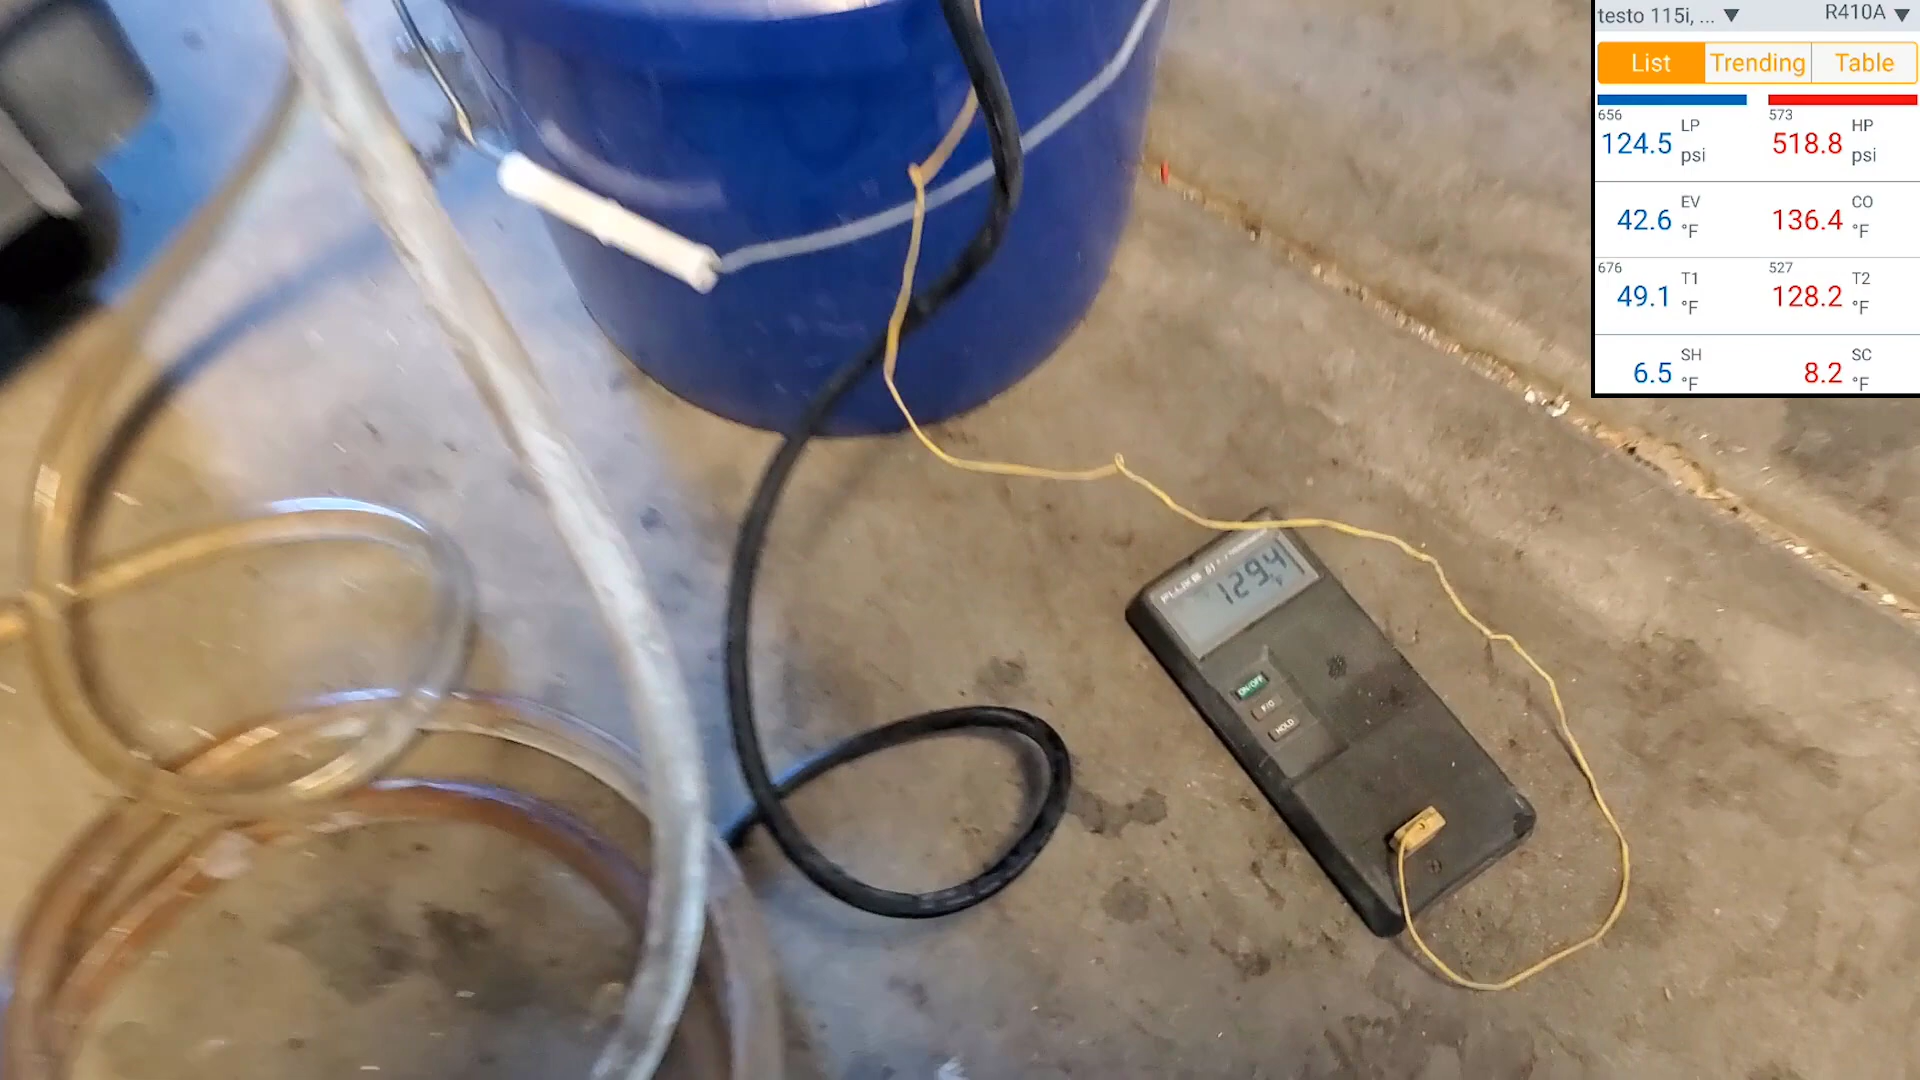 testo 115i, ... ▼ R410A ▼
List Trending Table
656 573
124.5 LP psi 518.8 HP psi
42.6 EV °F 136.4 CO °F
676 527
49.1 T1 °F 128.2 T2 °F
6.5 SH °F 8.2 SC °F
FLUKE 51
129.4
ON/OFF
F/C
HOLD